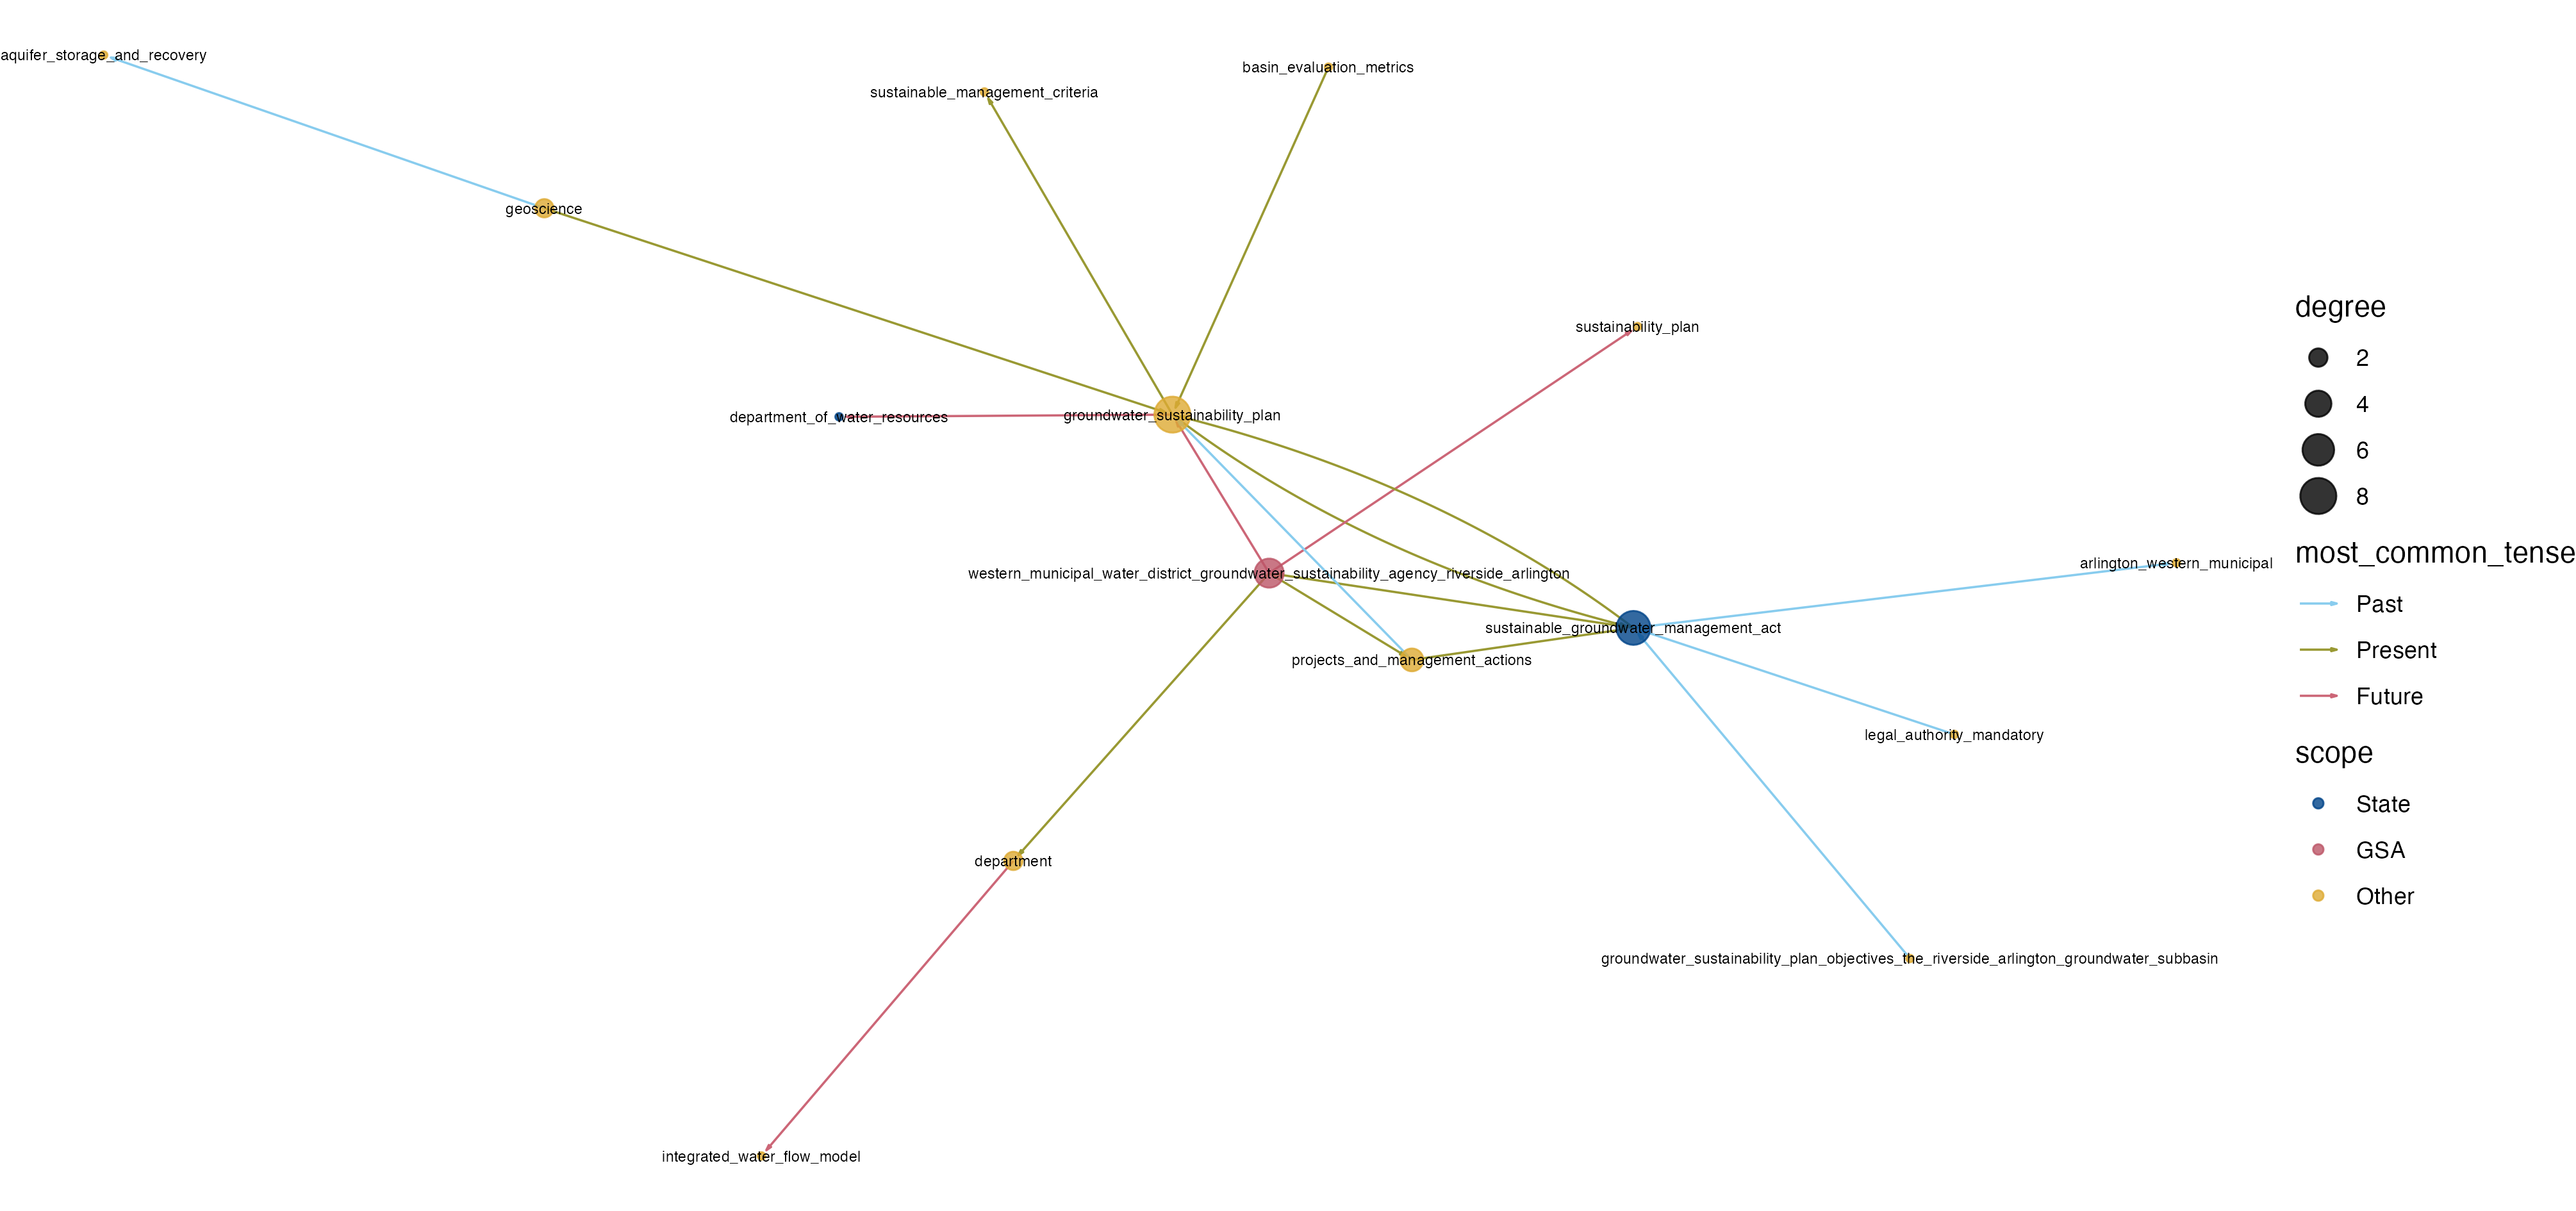 aquifer_storage_and_recovery
basin_evaluation_metrics
sustainable_management_criteria
geoscience
sustainability_plan
department_of_water_resources
groundwater_sustainability_plan
western_municipal_water_district_groundwater_sustainability_agency_riverside_arlington
arlington_western_municipal
sustainable_groundwater_management_act
projects_and_management_actions
legal_authority_mandatory
department
groundwater_sustainability_plan_objectives_the_riverside_arlington_groundwater_subbasin
integrated_water_flow_model
degree
2
4
6
8
most_common_tense
Past
Present
Future
scope
State
GSA
Other